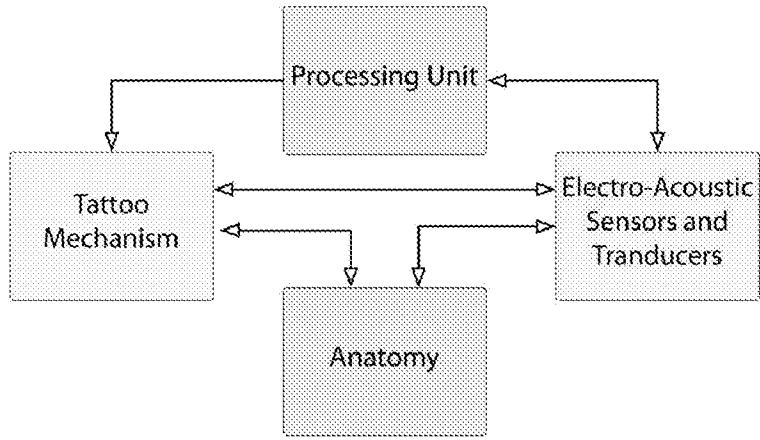 Processing Unit
Tattoo
Mechanism
Electro-Acoustic
Sensors and
Tranducers
Anatomy